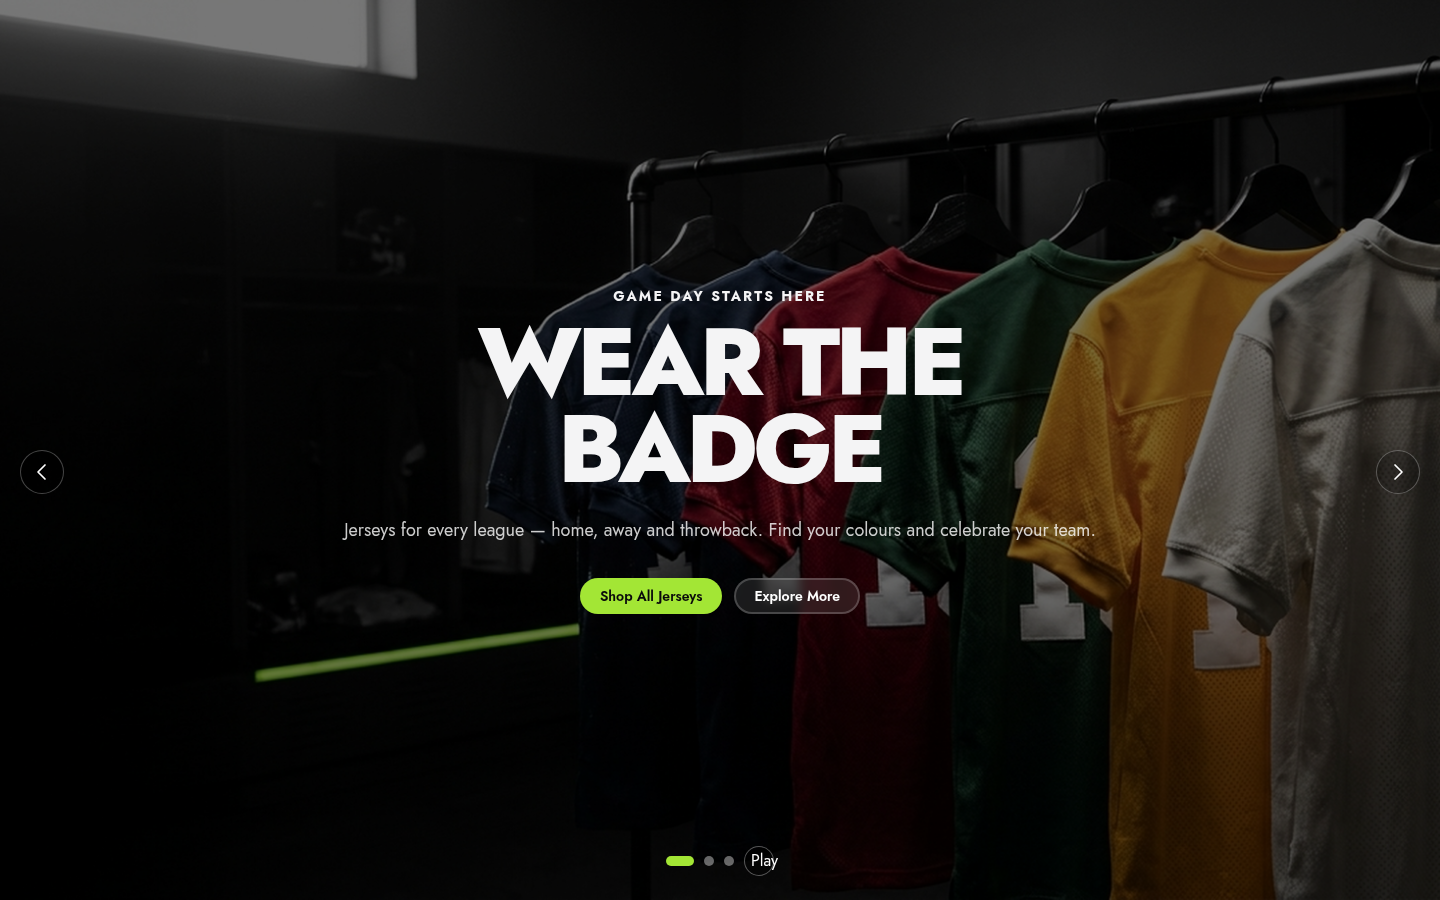 GAME DAY STARTS HERE
WEAR THE
BADGE
Jerseys for every league — home, away and throwback. Find your colours and celebrate your team.
Shop All Jerseys
Explore More
Play